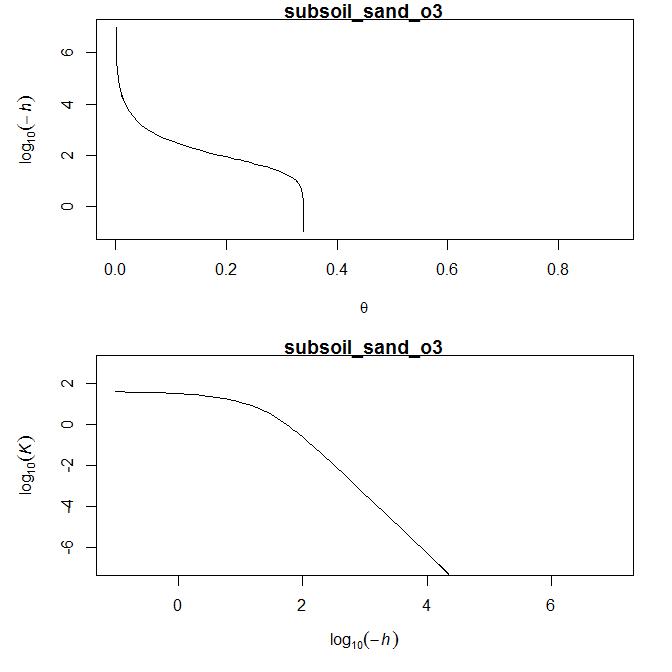 subsoil_sand_o3
log10(− h)
6
4
2
0
0.0 0.2 0.4 0.6 0.8
θ
subsoil_sand_o3
log10(K)
2
0
-2
-4
-6
0 2 4 6
log10(−h)